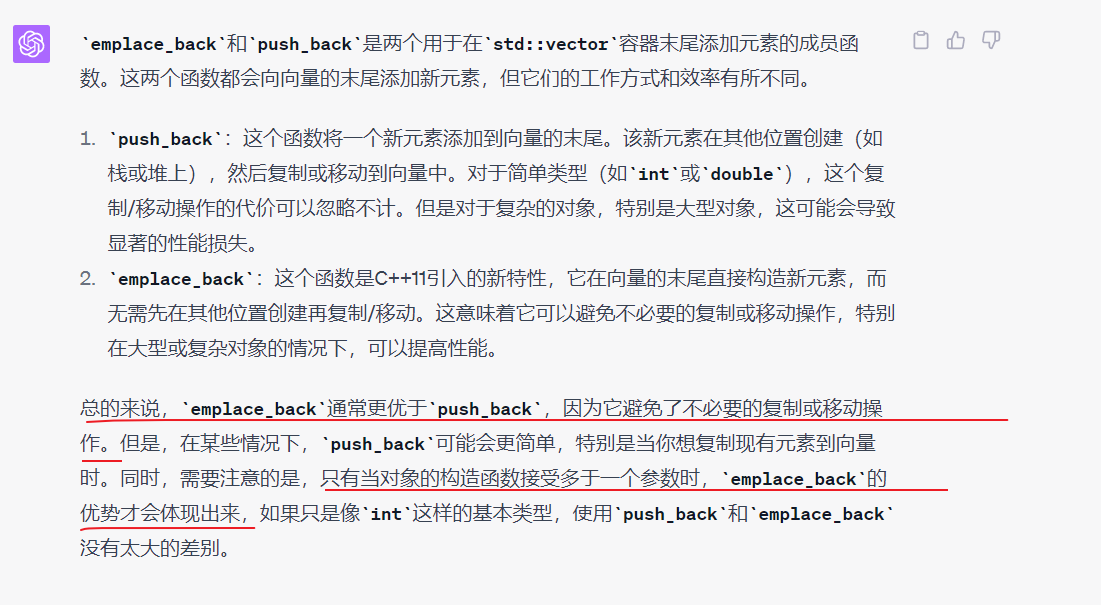 `emplace_back`和`push_back`是两个用于在`std::vector`容器末尾添加元素的成员函
数。这两个函数都会向向量的末尾添加新元素，但它们的工作方式和效率有所不同。
1. `push_back`：这个函数将一个新元素添加到向量的末尾。该新元素在其他位置创建（如
栈或堆上），然后复制或移动到向量中。对于简单类型（如`int`或`double`），这个复
制/移动操作的代价可以忽略不计。但是对于复杂的对象，特别是大型对象，这可能会导致
显著的性能损失。
2. `emplace_back`：这个函数是C++11引入的新特性，它在向量的末尾直接构造新元素，而
无需先在其他位置创建再复制/移动。这意味着它可以避免不必要的复制或移动操作，特别
在大型或复杂对象的情况下，可以提高性能。
总的来说，`emplace_back`通常更优于`push_back`，因为它避免了不必要的复制或移动操
作。但是，在某些情况下，`push_back`可能会更简单，特别是当你想复制现有元素到向量
时。同时，需要注意的是，只有当对象的构造函数接受多于一个参数时，`emplace_back`的
优势才会体现出来，如果只是像`int`这样的基本类型，使用`push_back`和`emplace_back`
没有太大的差别。